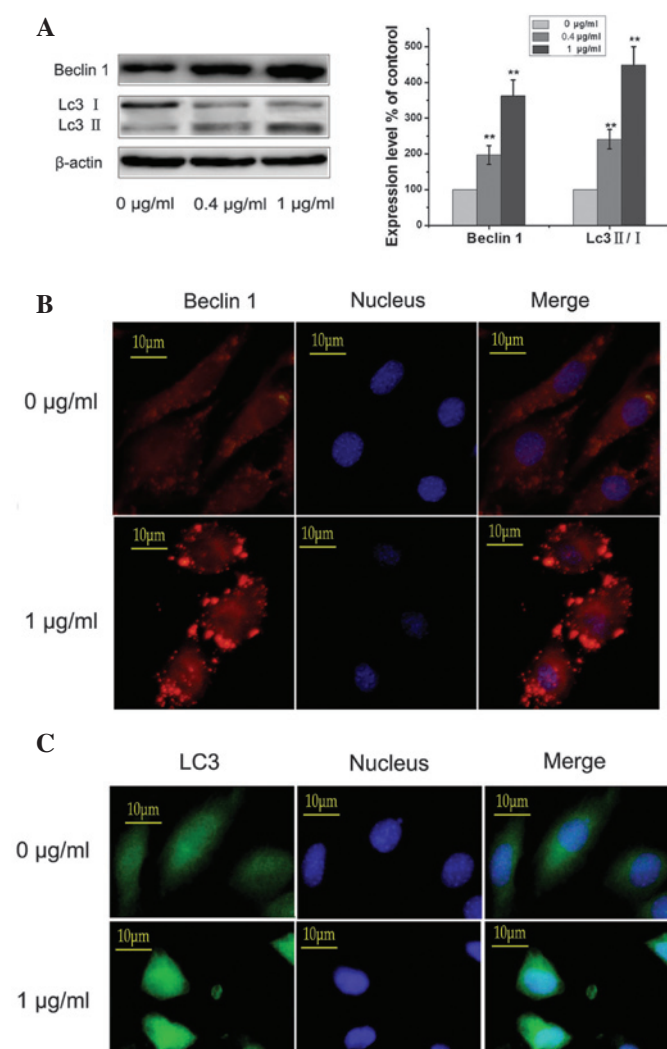 A
Beclin 1
Lc3 Ⅰ
Lc3 Ⅱ
β-actin
0 µg/ml 0.4 µg/ml 1 µg/ml
0 µg/ml
0.4 µg/ml
1 µg/ml
Expression level % of contorol
500
400
300
200
100
0
** ** ** **
Beclin 1 Lc3 Ⅱ/Ⅰ
B
Beclin 1 Nucleus Merge
0 µg/ml
10µm 10µm 10µm
1 µg/ml
10µm 10µm 10µm
C
LC3 Nucleus Merge
0 µg/ml
10µm 10µm 10µm
1 µg/ml
10µm 10µm 10µm